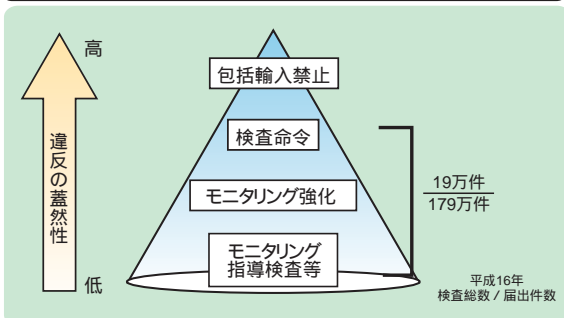 高
包括輸入禁止
検査命令
違反の蓋然性
モニタリング強化
19万件
179万件
モニタリング
指導検査等
低
平成16年
検査総数 / 届出件数